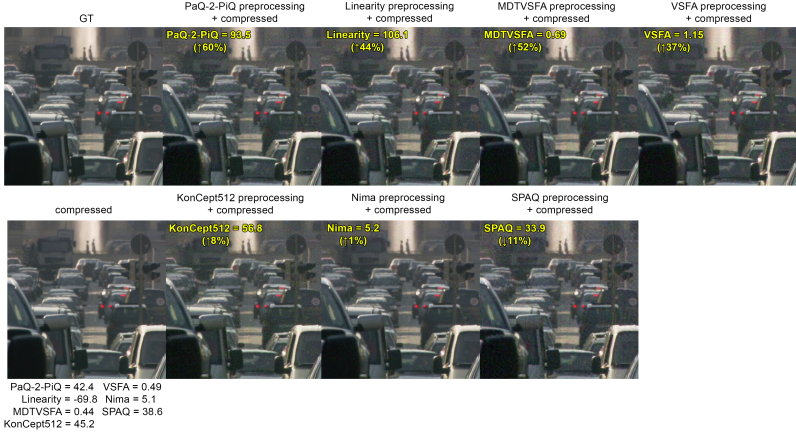 GT
PaQ-2-PiQ preprocessing
+ compressed
Linearity preprocessing
+ compressed
MDTVSFA preprocessing
+ compressed
VSFA preprocessing
+ compressed
PaQ-2-PiQ = 93.5
(↑60%)
Linearity = 106.1
(↑44%)
MDTVSFA = 0.69
(↑52%)
VSFA = 1.15
(↑37%)
compressed
KonCept512 preprocessing
+ compressed
Nima preprocessing
+ compressed
SPAQ preprocessing
+ compressed
KonCept512 = 56.8
(↑8%)
Nima = 5.2
(↑1%)
SPAQ = 33.9
(↓11%)
PaQ-2-PiQ = 42.4 VSFA = 0.49
Linearity = -69.8 Nima = 5.1
MDTVSFA = 0.44 SPAQ = 38.6
KonCept512 = 45.2